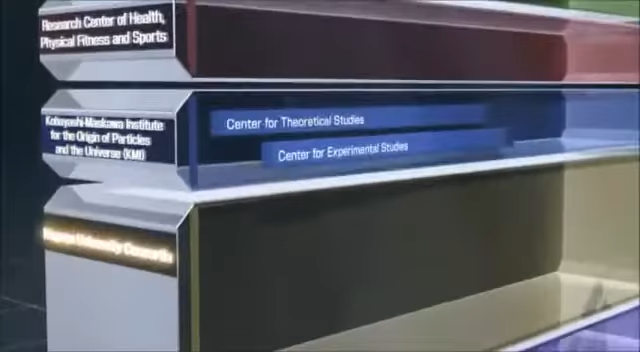 Research Center of Health,
Physical Fitness and Sports
Kobayashi-Maskawa Institute
for the Origin of Particles
and the Universe (KMI)
Center for Theoretical Studies
Center for Experimental Studies
University